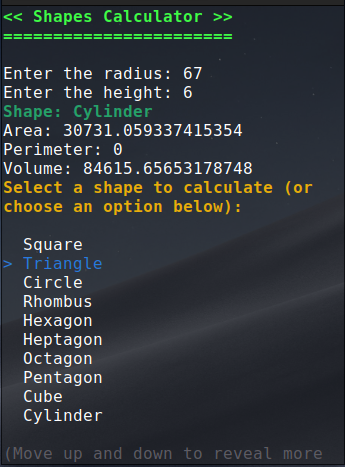 << Shapes Calculator >>
=======================
Enter the radius: 67
Enter the height: 6
Shape: Cylinder
Area: 30731.059337415354
Perimeter: 0
Volume: 84615.65653178748
Select a shape to calculate (or
choose an option below):
Square
> Triangle
Circle
Rhombus
Hexagon
Heptagon
Octagon
Pentagon
Cube
Cylinder
(Move up and down to reveal more